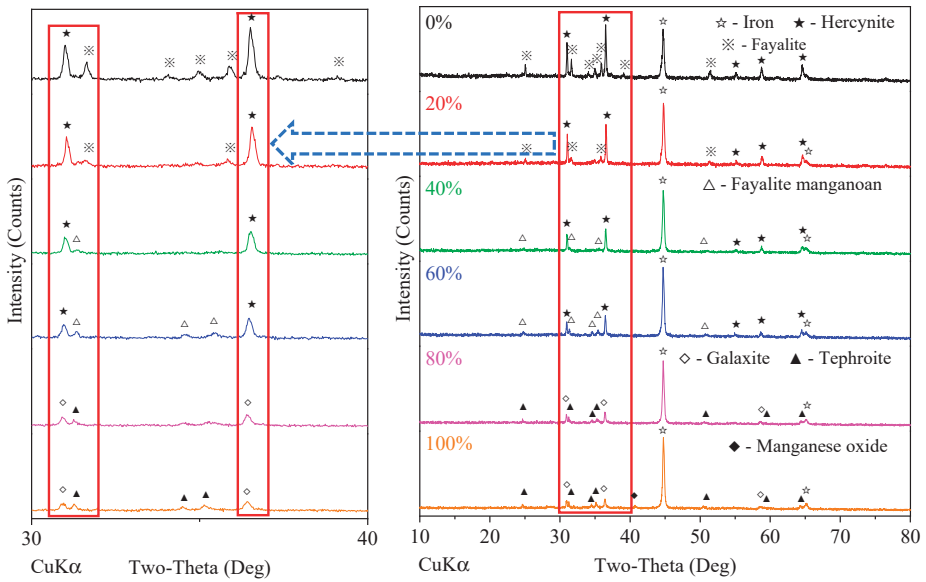 Intensity (Counts)
30
40
CuKα
Two-Theta (Deg)
Intensity (Counts)
0%
☆ - Iron ★ - Hercynite
※ - Fayalite
20%
△ - Fayalite manganoan
40%
60%
80%
◇ - Galaxite ▲ - Tephroite
100%
◆ - Manganese oxide
10 20 30 40 50 60 70 80
CuKα
Two-Theta (Deg)